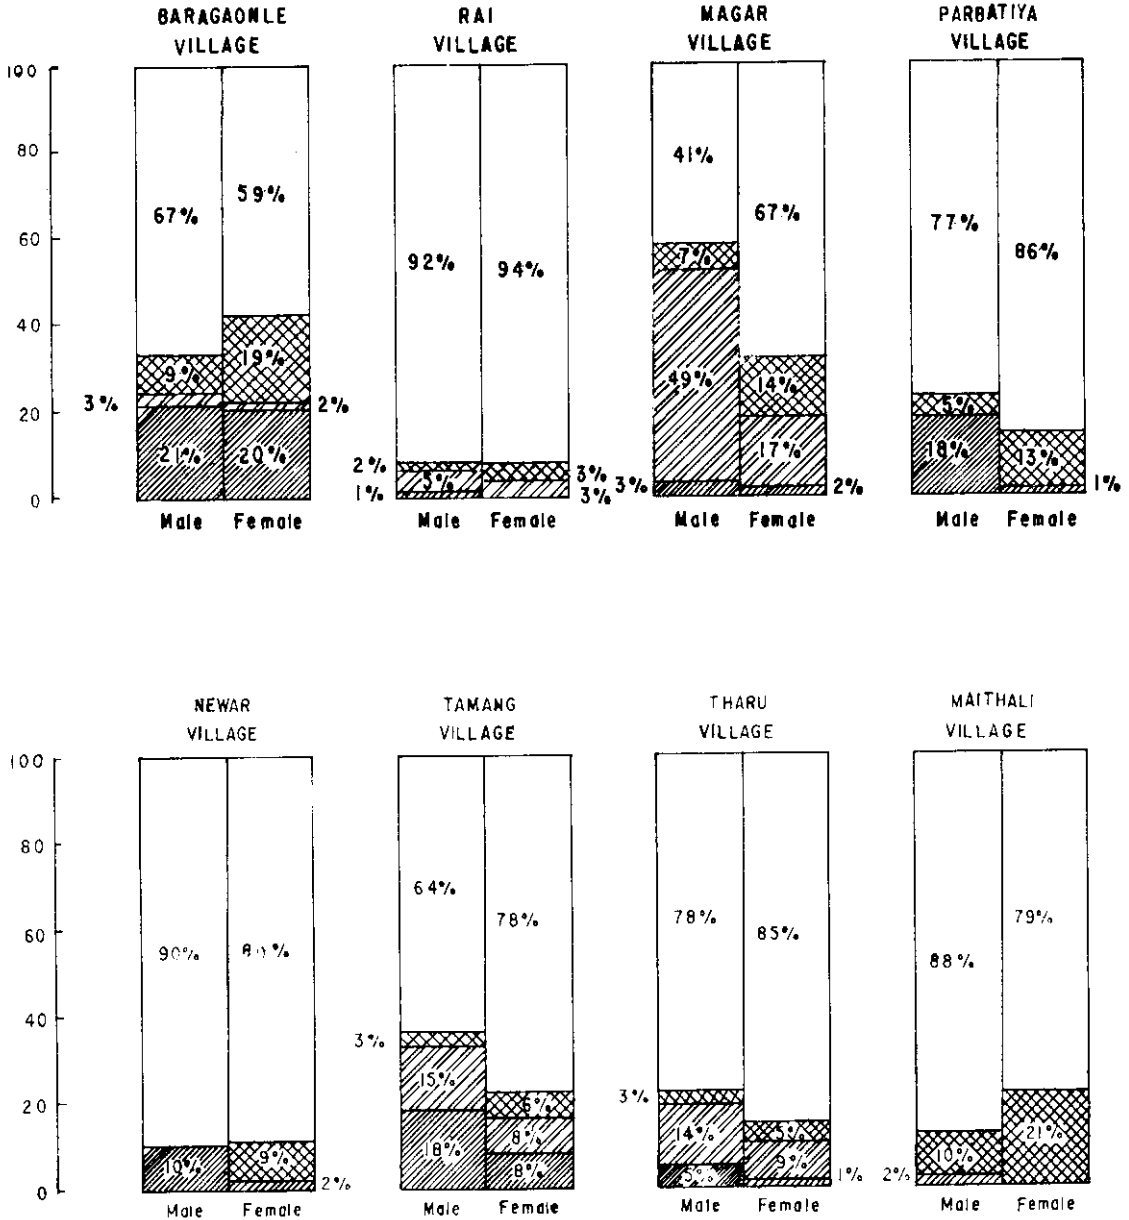 BARAGAONLE
VILLAGE
RAI
VILLAGE
MAGAR
VILLAGE
PARBATIYA
VILLAGE
100
80
60
40
20
0
67%
59%
9%
19%
3%
2%
21%
20%
Male Female
92%
94%
2%
5%
3%
1%
3%
Male Female
41%
67%
7%
49%
14%
17%
3%
2%
Male Female
77%
86%
5%
18%
13%
1%
Male Female
NEWAR
VILLAGE
TAMANG
VILLAGE
THARU
VILLAGE
MAITHALI
VILLAGE
100
80
60
40
20
0
90%
10%
9%
2%
Male Female
64%
78%
3%
15%
8%
18%
8%
Male Female
78%
85%
3%
14%
5%
9%
5%
1%
Male Female
88%
79%
10%
21%
2%
Male Female